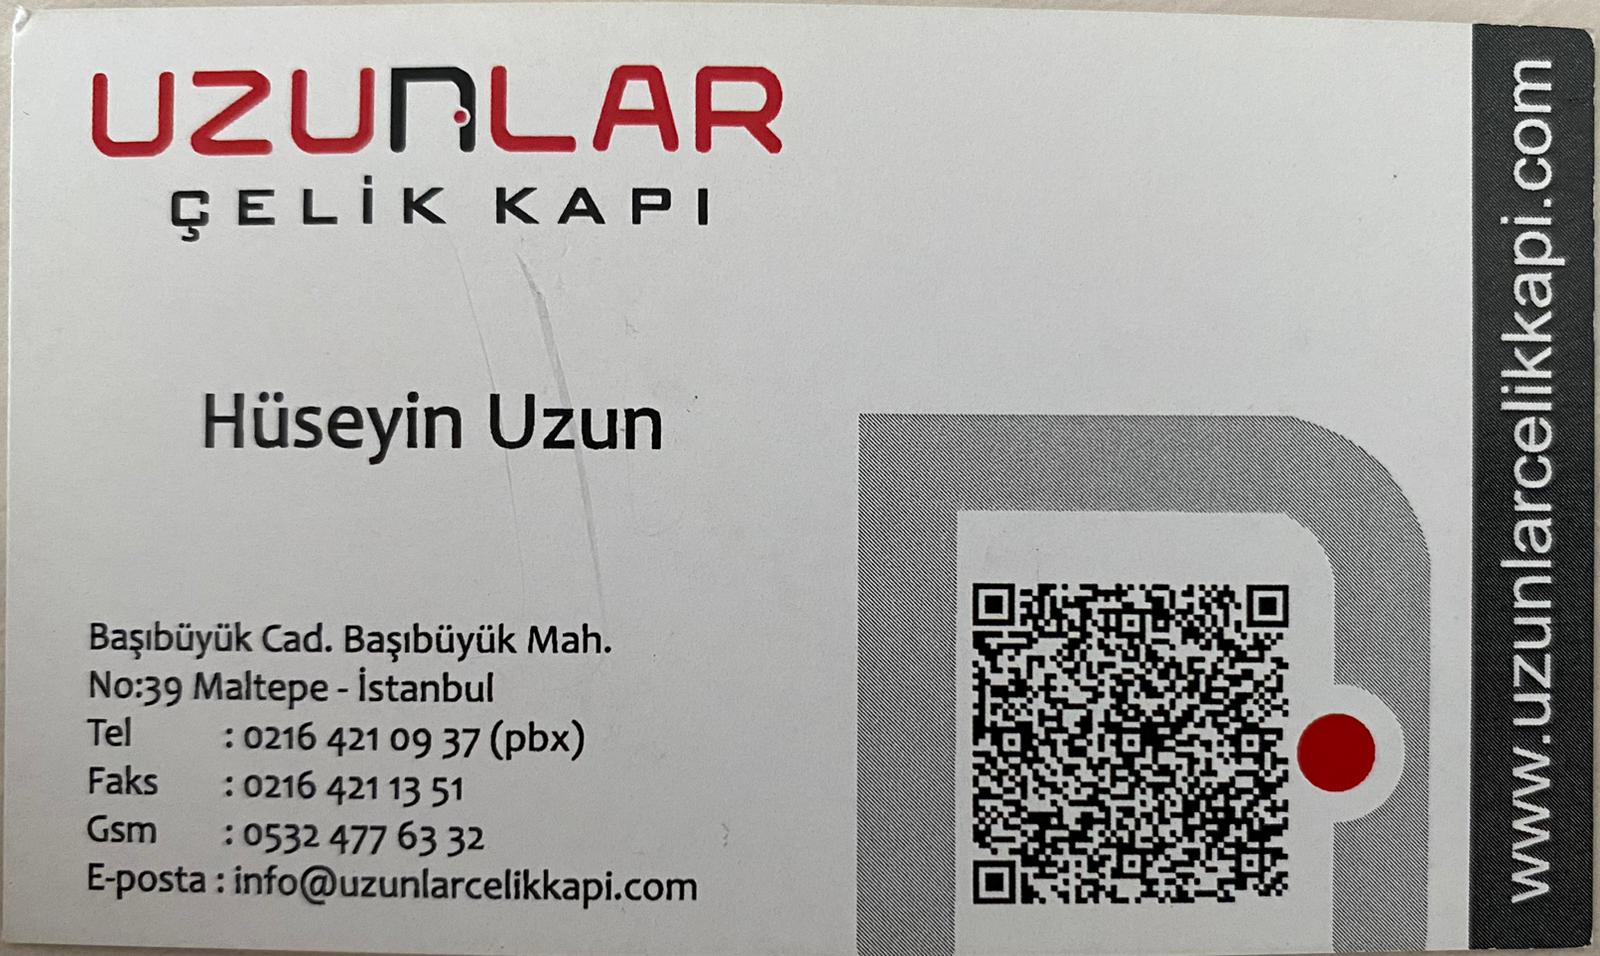 UZUNLAR
ÇELİK KAPI
Hüseyin Uzun
Başıbüyük Cad. Başıbüyük Mah.
No:39 Maltepe - İstanbul
Tel : 0216 421 09 37 (pbx)
Faks : 0216 421 13 51
Gsm : 0532 477 63 32
E-posta : info@uzunlarcelikkapi.com
www.uzunlarcelikkapi.com